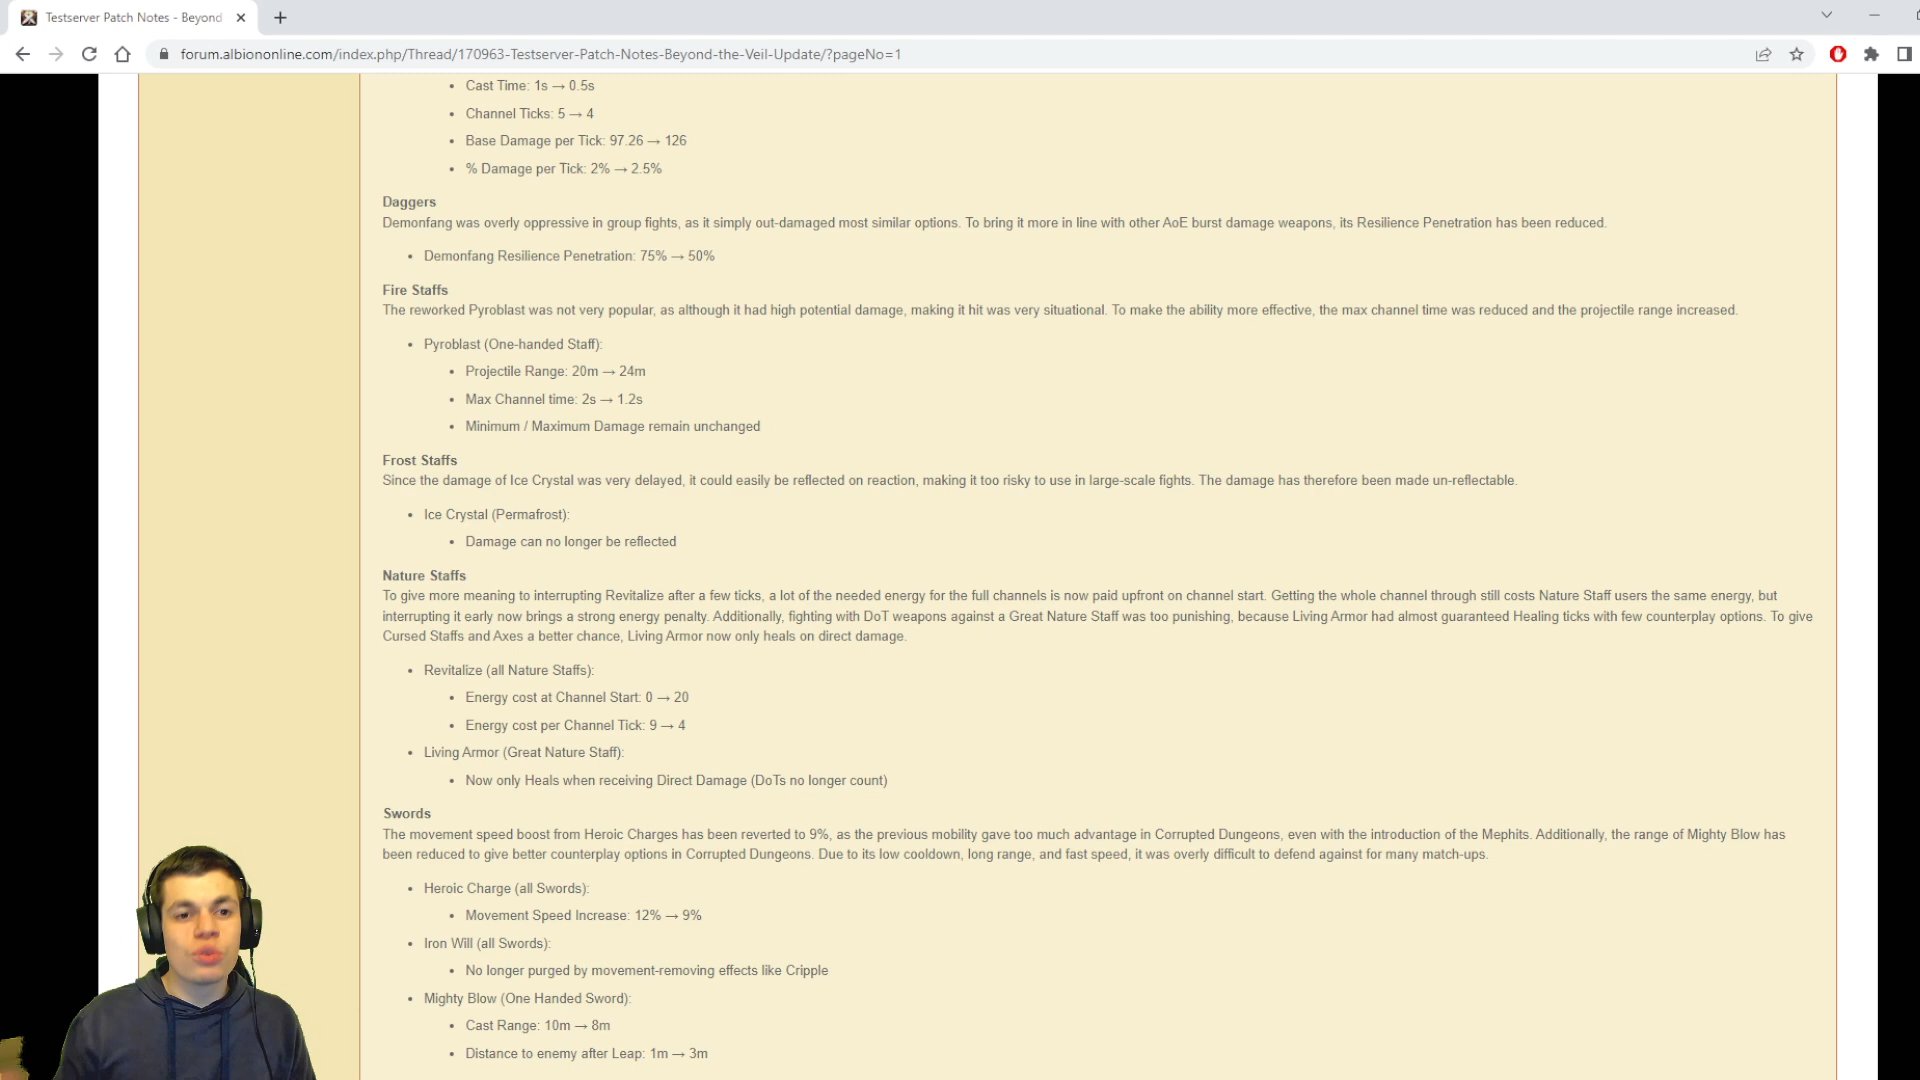 Testserver Patch Notes - Beyond
forum.albiononline.com/index.php/Thread/170963-Testserver-Patch-Notes-Beyond-the-Veil-Update/?pageNo=1
• Cast Time: 1s → 0.5s
• Channel Ticks: 5 → 4
• Base Damage per Tick: 97.26 → 126
• % Damage per Tick: 2% → 2.5%
Daggers
Demonfang was overly oppressive in group fights, as it simply out-damaged most similar options. To bring it more in line with other AoE burst damage weapons, its Resilience Penetration has been reduced.
• Demonfang Resilience Penetration: 75% → 50%
Fire Staffs
The reworked Pyroblast was not very popular, as although it had high potential damage, making it hit was very situational. To make the ability more effective, the max channel time was reduced and the projectile range increased.
• Pyroblast (One-handed Staff):
• Projectile Range: 20m → 24m
• Max Channel time: 2s → 1.2s
• Minimum / Maximum Damage remain unchanged
Frost Staffs
Since the damage of Ice Crystal was very delayed, it could easily be reflected on reaction, making it too risky to use in large-scale fights. The damage has therefore been made un-reflectable.
• Ice Crystal (Permafrost):
• Damage can no longer be reflected
Nature Staffs
To give more meaning to interrupting Revitalize after a few ticks, a lot of the needed energy for the full channels is now paid upfront on channel start. Getting the whole channel through still costs Nature Staff users the same energy, but
interrupting it early now brings a strong energy penalty. Additionally, fighting with DoT weapons against a Great Nature Staff was too punishing, because Living Armor had almost guaranteed Healing ticks with few counterplay options. To give
Cursed Staffs and Axes a better chance, Living Armor now only heals on direct damage.
• Revitalize (all Nature Staffs):
• Energy cost at Channel Start: 0 → 20
• Energy cost per Channel Tick: 9 → 4
• Living Armor (Great Nature Staff):
• Now only Heals when receiving Direct Damage (DoTs no longer count)
Swords
The movement speed boost from Heroic Charges has been reverted to 9%, as the previous mobility gave too much advantage in Corrupted Dungeons, even with the introduction of the Mephits. Additionally, the range of Mighty Blow has
been reduced to give better counterplay options in Corrupted Dungeons. Due to its low cooldown, long range, and fast speed, it was overly difficult to defend against for many match-ups.
• Heroic Charge (all Swords):
• Movement Speed Increase: 12% → 9%
• Iron Will (all Swords):
• No longer purged by movement-removing effects like Cripple
• Mighty Blow (One Handed Sword):
• Cast Range: 10m → 8m
• Distance to enemy after Leap: 1m → 3m